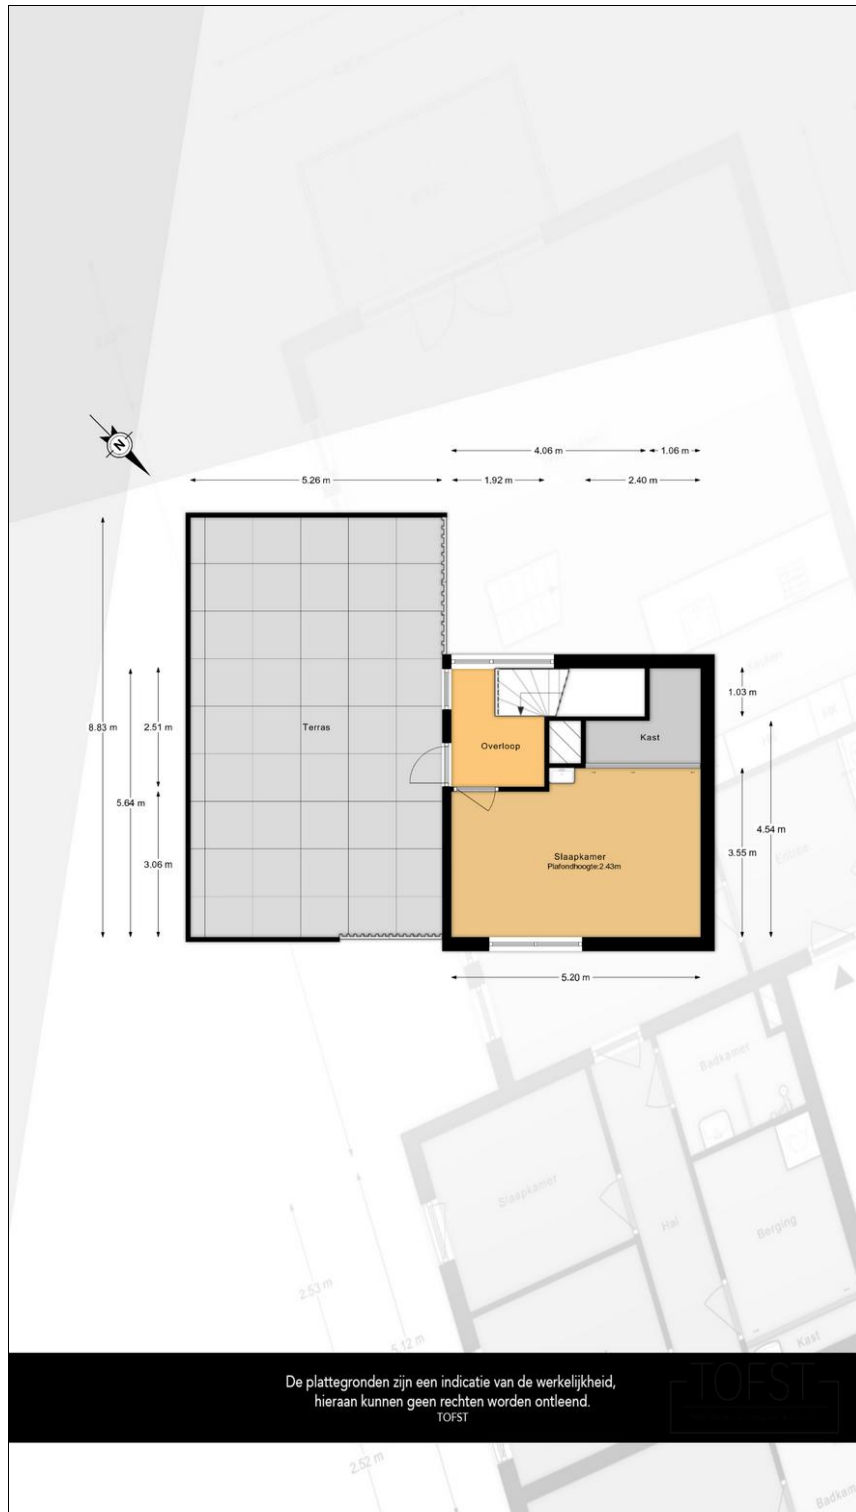 4.06 m
1.06 m
5.26 m
1.92 m
2.40 m
N
8.83 m
5.64 m
2.51 m
3.06 m
Terras
Overloop
Kast
1.03 m
4.54 m
3.55 m
Slaapkamer
Plafondhoogte:2.43m
5.20 m
Keuken
Entree
Badkamer
Slaapkamer
Hal
Berging
2.53 m
5.12 m
Kast
De plattegronden zijn een indicatie van de werkelijkheid,
hieraan kunnen geen rechten worden ontleend.
TOFST
TOFST
2.52 m